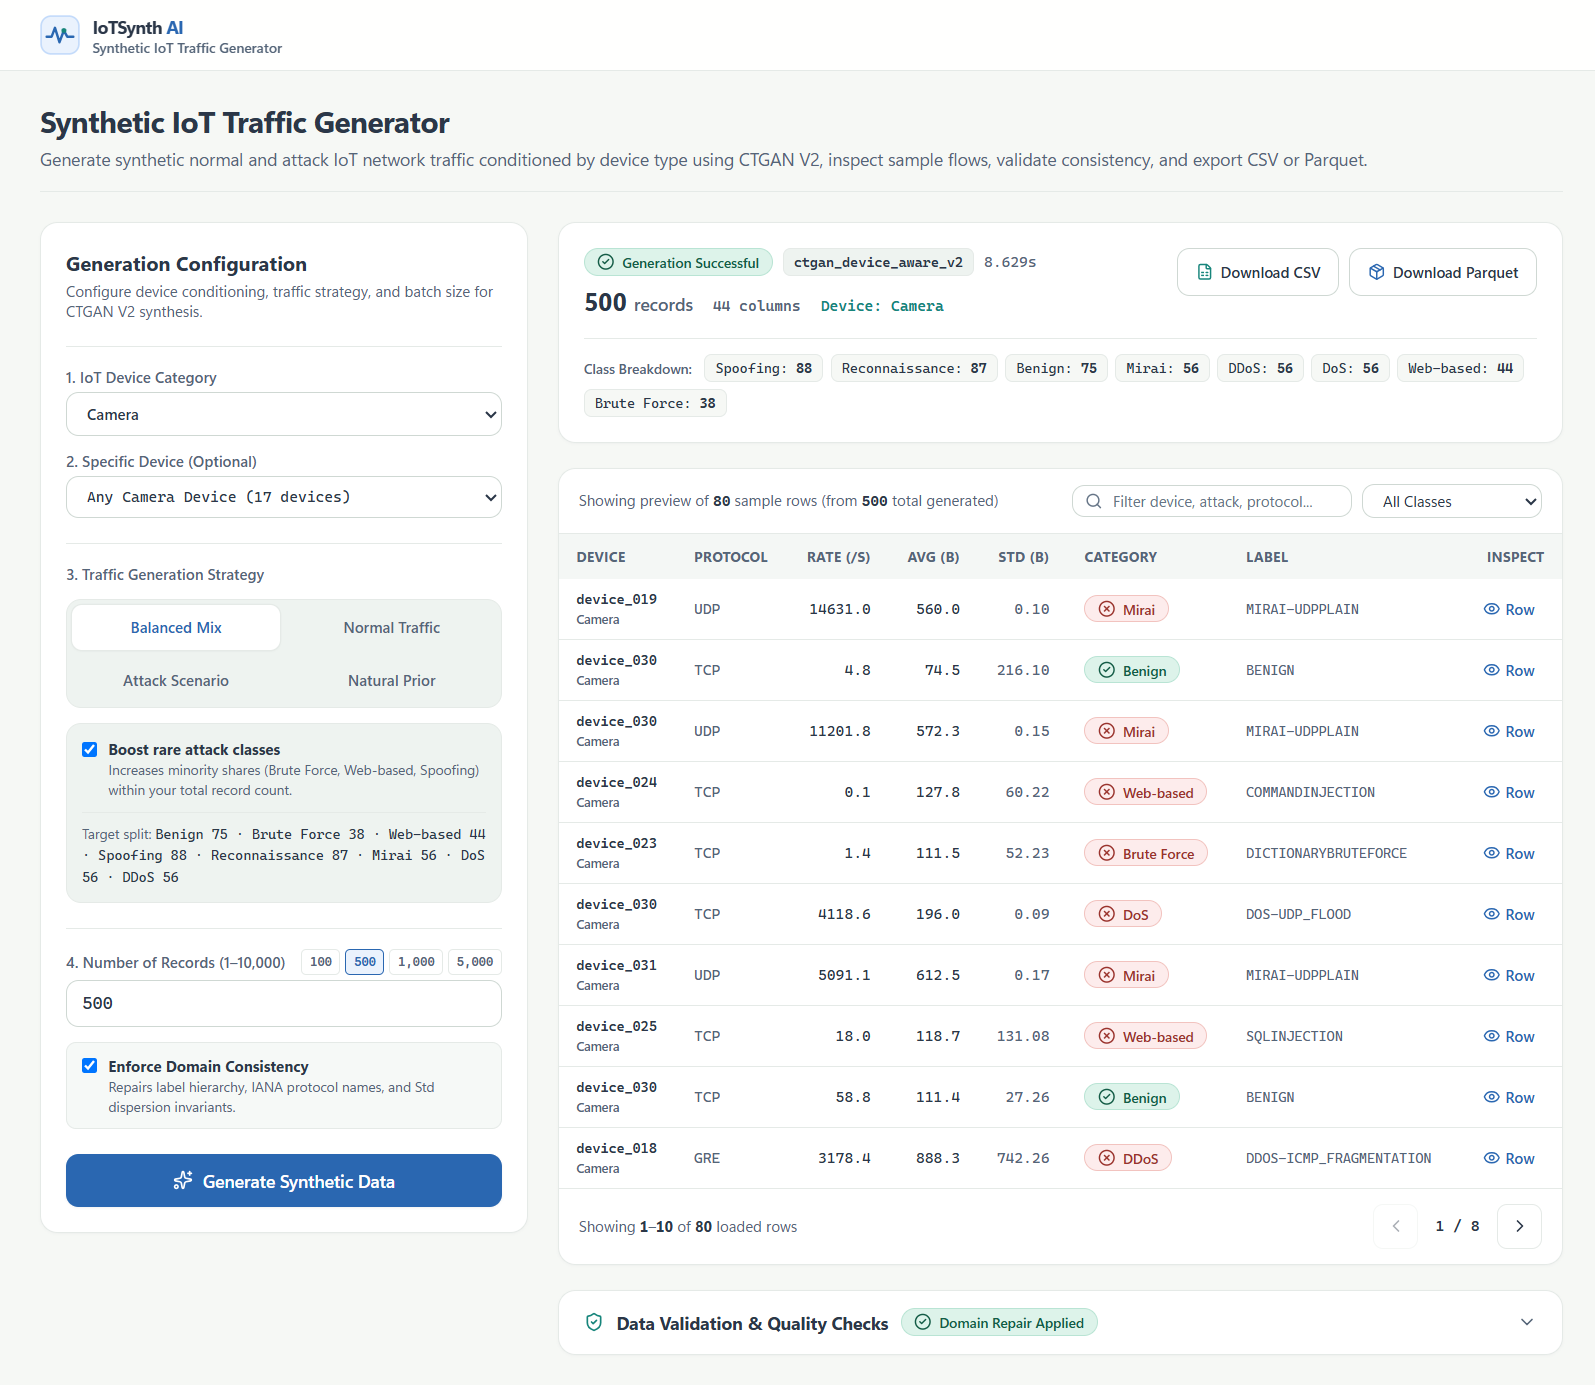 IoTSynth AI
Synthetic IoT Traffic Generator
Synthetic IoT Traffic Generator
Generate synthetic normal and attack IoT network traffic conditioned by device type using CTGAN V2, inspect sample flows, validate consistency, and export CSV or Parquet.
Generation Configuration
Configure device conditioning, traffic strategy, and batch size for
CTGAN V2 synthesis.
1. IoT Device Category
Camera
2. Specific Device (Optional)
Any Camera Device (17 devices)
3. Traffic Generation Strategy
Balanced Mix
Normal Traffic
Attack Scenario
Natural Prior
Boost rare attack classes
Increases minority shares (Brute Force, Web-based, Spoofing)
within your total record count.
Target split: Benign 75 · Brute Force 38 · Web-based 44
· Spoofing 88 · Reconnaissance 87 · Mirai 56 · DoS
56 · DDoS 56
4. Number of Records (1–10,000) 100 500 1,000 5,000
500
Enforce Domain Consistency
Repairs label hierarchy, IANA protocol names, and Std
dispersion invariants.
Generate Synthetic Data
Generation Successful ctgan_device_aware_v2 8.629s
500 records 44 columns Device: Camera
Download CSV
Download Parquet
Class Breakdown: Spoofing: 88 Reconnaissance: 87 Benign: 75 Mirai: 56 DDoS: 56 DoS: 56 Web-based: 44
Brute Force: 38
Showing preview of 80 sample rows (from 500 total generated)
Filter device, attack, protocol...
All Classes
DEVICE PROTOCOL RATE (/S) AVG (B) STD (B) CATEGORY LABEL INSPECT
device_019
Camera
UDP 14631.0 560.0 0.10 Mirai MIRAI-UDPPLAIN Row
device_030
Camera
TCP 4.8 74.5 216.10 Benign BENIGN Row
device_030
Camera
UDP 11201.8 572.3 0.15 Mirai MIRAI-UDPPLAIN Row
device_024
Camera
TCP 0.1 127.8 60.22 Web-based COMMANDINJECTION Row
device_023
Camera
TCP 1.4 111.5 52.23 Brute Force DICTIONARYBRUTEFORCE Row
device_030
Camera
TCP 4118.6 196.0 0.09 DoS DOS-UDP_FLOOD Row
device_031
Camera
UDP 5091.1 612.5 0.17 Mirai MIRAI-UDPPLAIN Row
device_025
Camera
TCP 18.0 118.7 131.08 Web-based SQLINJECTION Row
device_030
Camera
TCP 58.8 111.4 27.26 Benign BENIGN Row
device_018
Camera
GRE 3178.4 888.3 742.26 DDoS DDOS-ICMP_FRAGMENTATION Row
Showing 1–10 of 80 loaded rows
1 / 8
Data Validation & Quality Checks Domain Repair Applied